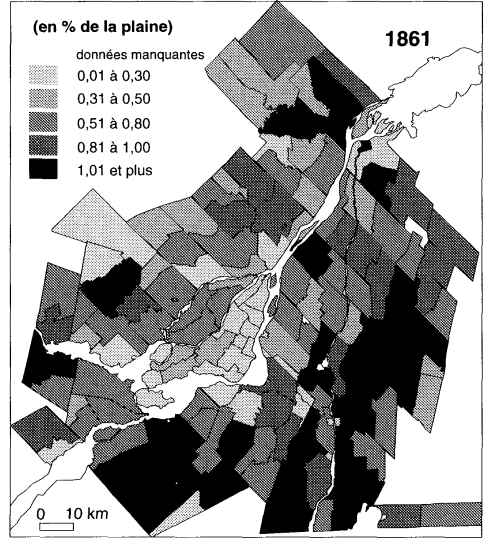 (en % de la plaine)
1861
données manquantes
0,01 à 0,30
0,31 à 0,50
0,51 à 0,80
0,81 à 1,00
1,01 et plus
0 10 km